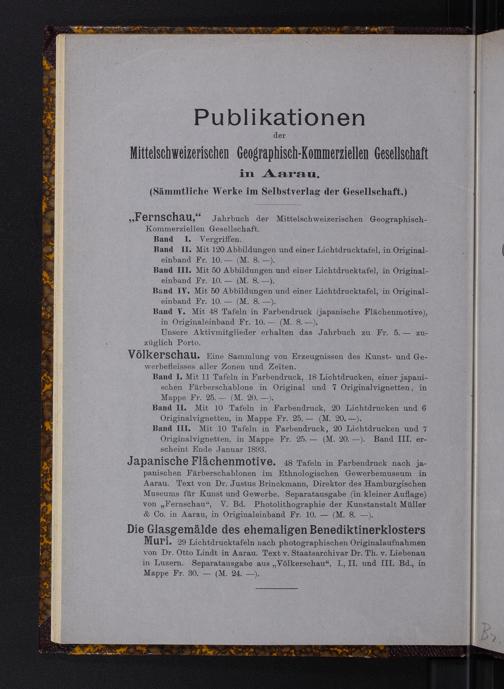 Publikationen
der
Mittelschweizerischen Geographisch-Kommerziellen Gesellschaft
in Aarau.
(Sämmtliche Werke im Selbstverlag der Gesellschaft.)
„Fernschau,“ Jahrbuch der Mittelschweizerischen Geographisch-
Kommerziellen Gesellschaft.
Band I. Vergriffen.
Band II. Mit 120 Abbildungen und einer Lichtdrucktafel, in Original-
einband Fr. 10. — (M. 8. —).
Band III. Mit 50 Abbildungen und einer Lichtdrucktafel, in Original-
einband Fr. 10. — (M. 8. —).
Band IV. Mit 50 Abbildungen und einer Lichtdrucktafel, in Original-
einband Fr. 10. — (M. 8. —).
Band V. Mit 48 Tafeln in Farbendruck (japanische Flächenmotive),
in Originaleinband Fr. 10. — (M. 8. —).
Unsere Aktivmitglieder erhalten das Jahrbuch zu Fr. 5. — zu-
züglich Porto.
Völkerschau. Eine Sammlung von Erzeugnissen des Kunst- und Ge-
werbefleisses aller Zonen und Zeiten.
Band I. Mit 11 Tafeln in Farbendruck, 18 Lichdrucken, einer japani-
schen Färberschablone in Original und 7 Originalvignetten, in
Mappe Fr. 25. — (M. 20. —).
Band II. Mit 10 Tafeln in Farbendruck, 20 Lichdrucken und 6
Originalvignetten, in Mappe Fr. 25. — (M. 20. —).
Band III. Mit 10 Tafeln in Farbendruck, 20 Lichdrucken und 7
Originalvignetten, in Mappe Fr. 25. — (M. 20. —). Band III. er-
scheint Ende Januar 1893.
Japanische Flächenmotive. 48 Tafeln in Farbendruck nach ja-
panischen Färberschablonen im Ethnologischen Gewerbemuseum in
Aarau. Text von Dr. Justus Brinckmann, Direktor des Hamburgischen
Museums für Kunst und Gewerbe. Separatausgabe (in kleiner Auflage)
von „Fernschau“, V. Bd. Photolithographie der Kunstanstalt Müller
& Co. in Aarau, in Originaleinband Fr. 10. — (M. 8. —).
Die Glasgemälde des ehemaligen Benediktinerklosters
Muri. 29 Lichtdrucktafeln nach photographischen Originalaufnahmen
von Dr. Otto Lindt in Aarau. Text v. Staatsarchivar Dr. Th. v. Liebenau
in Luzern. Separatausgabe aus „Völkerschau“. I., II. und III. Bd., in
Mappe Fr. 30. — (M. 24. —).